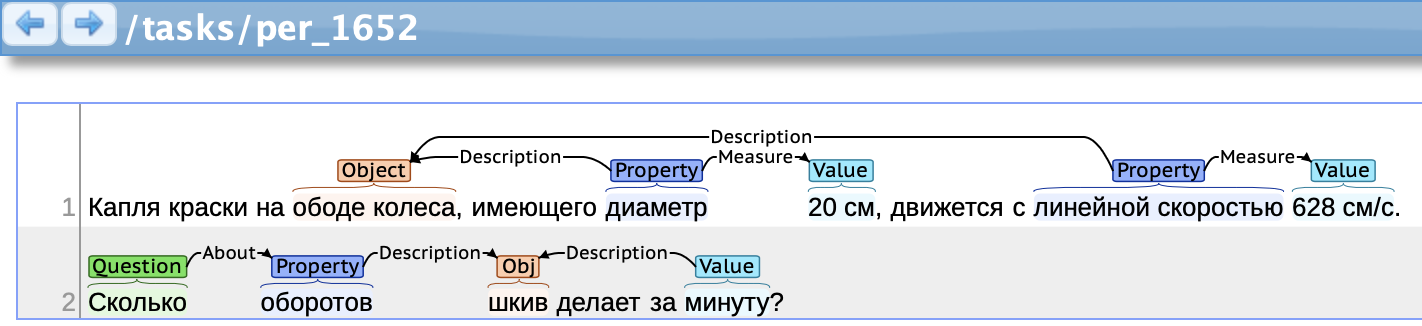 /tasks/per_1652
Description
Description Measure Measure
Object Property Value Property Value
1 Капля краски на ободе колеса, имеющего диаметр 20 см, движется с линейной скоростью 628 см/с.
About Description Description
Question Property Obj Value
2 Сколько оборотов шкив делает за минуту?